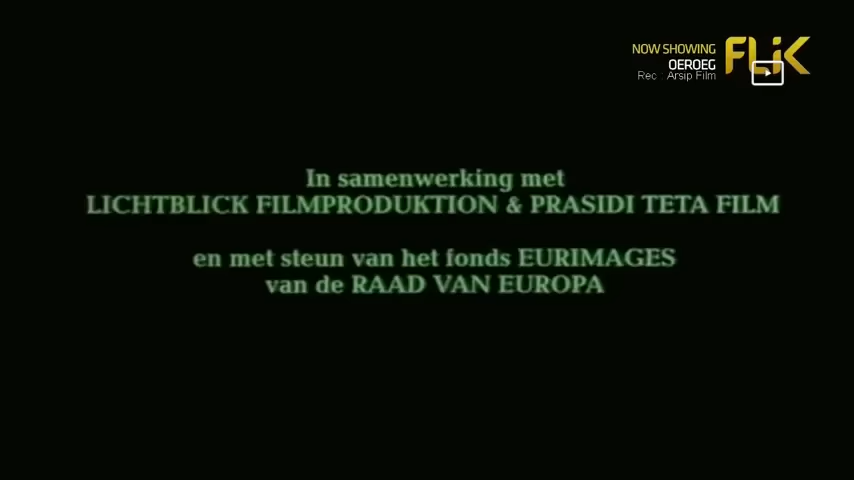 NOW SHOWING
OEROEG
Rec : Arsip Film
FLiK
In samenwerking met
LICHTBLICK FILMPRODUKTION & PRASIDI TETA FILM
en met steun van het fonds EURIMAGES
van de RAAD VAN EUROPA